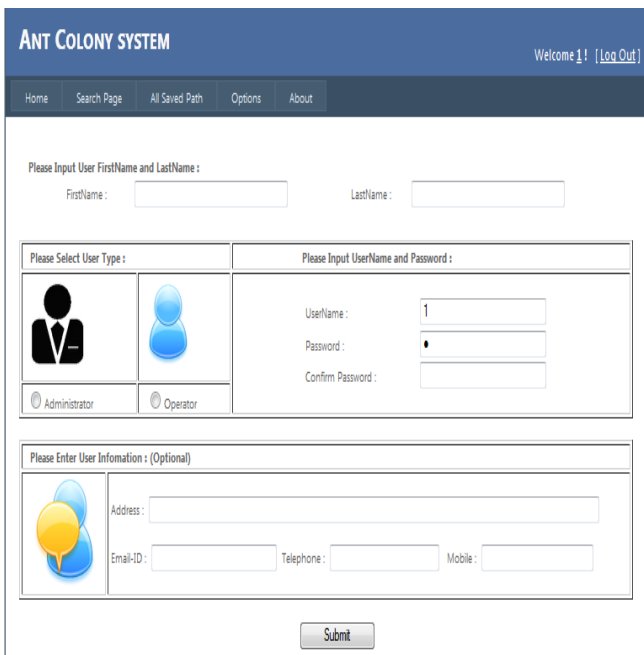 ANT COLONY SYSTEM
Welcome 1! [Log Out]
Home Search Page All Saved Path Options About
Please Input User FirstName and LastName :
FirstName : LastName :
Please Select User Type : Please Input UserName and Password :
UserName : 1
Password : •
Confirm Password :
Administrator Operator
Please Enter User Infomation : (Optional)
Address :
Email-ID : Telephone : Mobile :
Submit